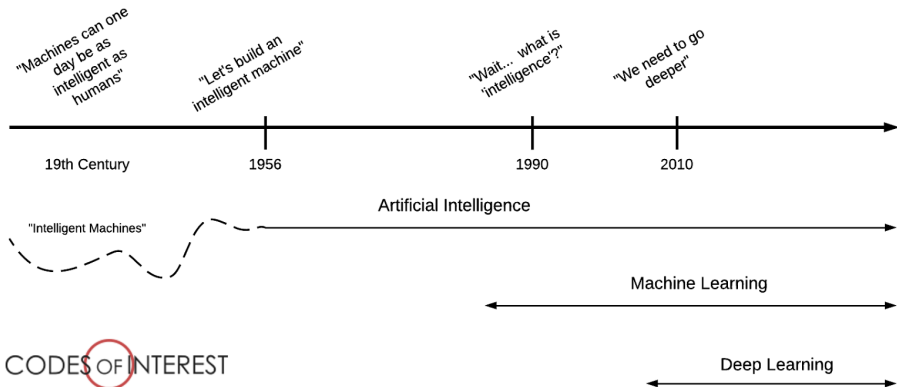 "Machines can one
day be as
intelligent as
humans"
"Let's build an
intelligent machine"
"Wait... what is
'intelligence'?"
"We need to go
deeper"
19th Century
1956
1990
2010
Artificial Intelligence
"Intelligent Machines"
Machine Learning
CODES OF INTEREST
Deep Learning